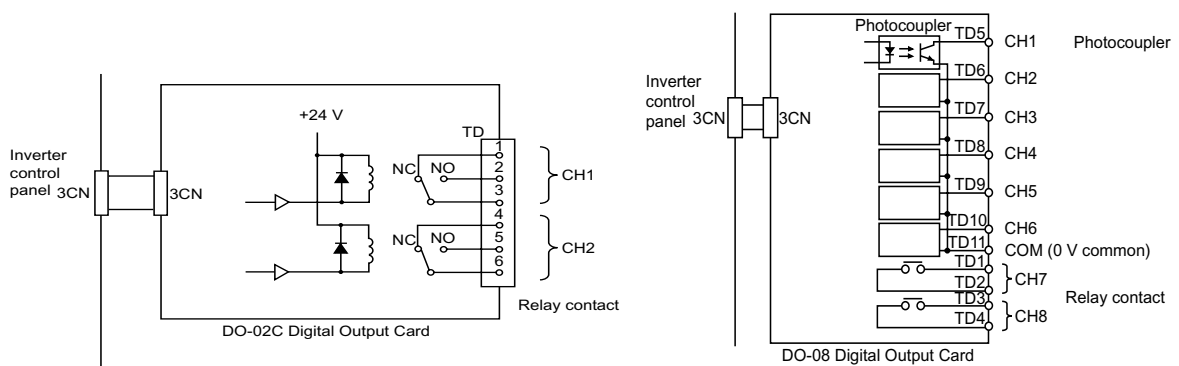 Inverter
control
panel 3CN
3CN
+24 V
TD
1
2
3
4
5
6
NC NO
NC NO
CH1
CH2
Relay contact
DO-02C Digital Output Card
Inverter
control
panel 3CN
3CN
Photocoupler
TD5 CH1 Photocoupler
TD6 CH2
TD7 CH3
TD8 CH4
TD9 CH5
TD10 CH6
TD11 COM (0 V common)
TD1
TD2
CH7
Relay contact
TD3
TD4
CH8
DO-08 Digital Output Card